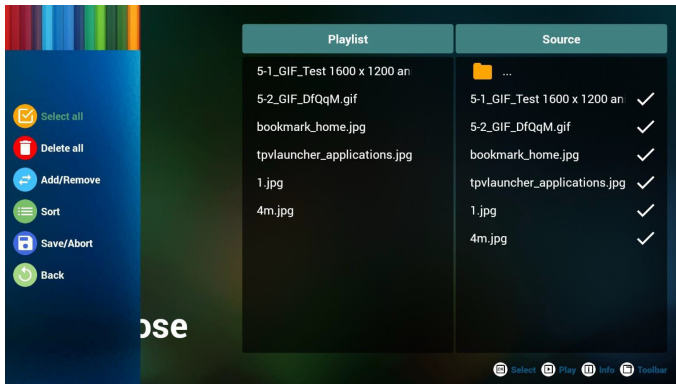 Select all
Delete all
Add/Remove
Sort
Save/Abort
Back
ose
Playlist
5-1_GIF_Test 1600 x 1200 an
5-2_GIF_DfQqM.gif
bookmark_home.jpg
tpvlauncher_applications.jpg
1.jpg
4m.jpg
Source
...
5-1_GIF_Test 1600 x 1200 an
5-2_GIF_DfQqM.gif
bookmark_home.jpg
tpvlauncher_applications.jpg
1.jpg
4m.jpg
Select Play Info Toolbar